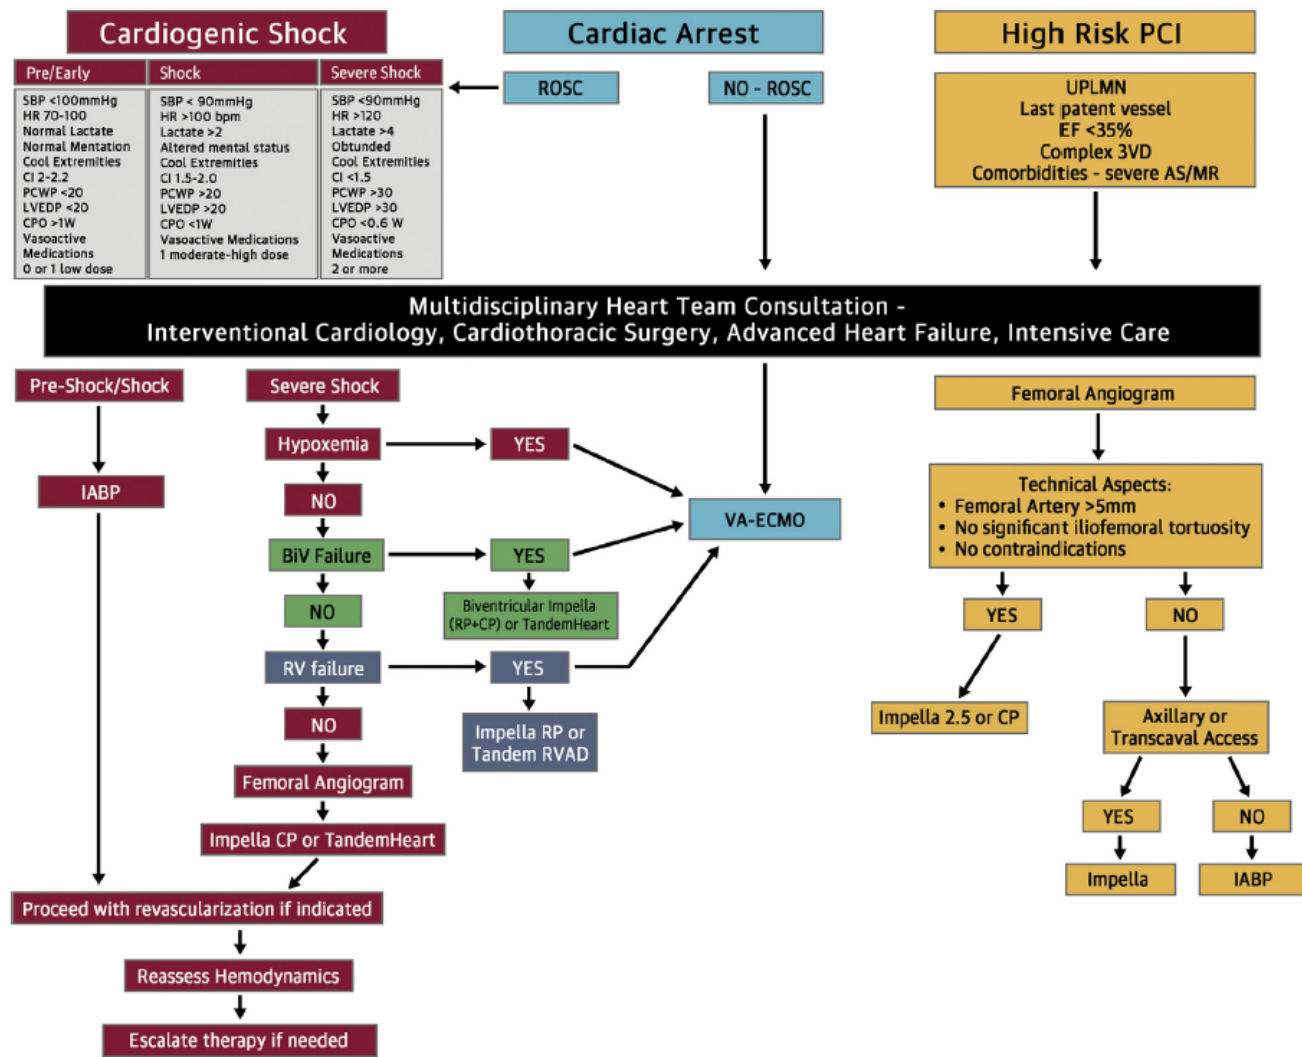 Cardiogenic Shock
Cardiac Arrest
High Risk PCI
Pre/Early
Shock
Severe Shock
SBP <100mmHg
HR 70-100
Normal Lactate
Normal Mentation
Cool Extremities
CI 2-2.2
PCWP <20
LVEDP <20
CPO >1W
Vasoactive
Medications
0 or 1 low dose
SBP < 90mmHg
HR >100 bpm
Lactate >2
Altered mental status
Cool Extremities
CI 1.5-2.0
PCWP >20
LVEDP >20
CPO <1W
Vasoactive Medications
1 moderate-high dose
SBP <90mmHg
HR >120
Lactate >4
Obtunded
Cool Extremities
CI <1.5
PCWP >30
LVEDP >30
CPO <0.6 W
Vasoactive
Medications
2 or more
ROSC
NO - ROSC
UPLMN
Last patent vessel
EF <35%
Complex 3VD
Comorbidities - severe AS/MR
Multidisciplinary Heart Team Consultation -
Interventional Cardiology, Cardiothoracic Surgery, Advanced Heart Failure, Intensive Care
Pre-Shock/Shock
IABP
Severe Shock
Hypoxemia
YES
NO
BiV Failure
YES
Biventricular Impella
(RP+CP) or TandemHeart
NO
RV failure
YES
Impella RP or
Tandem RVAD
NO
Femoral Angiogram
Impella CP or TandemHeart
Proceed with revascularization if indicated
Reassess Hemodynamics
Escalate therapy if needed
VA-ECMO
Femoral Angiogram
Technical Aspects:
• Femoral Artery >5mm
• No significant iliofemoral tortuosity
• No contraindications
YES
NO
Impella 2.5 or CP
Axillary or
Transcaval Access
YES
NO
Impella
IABP